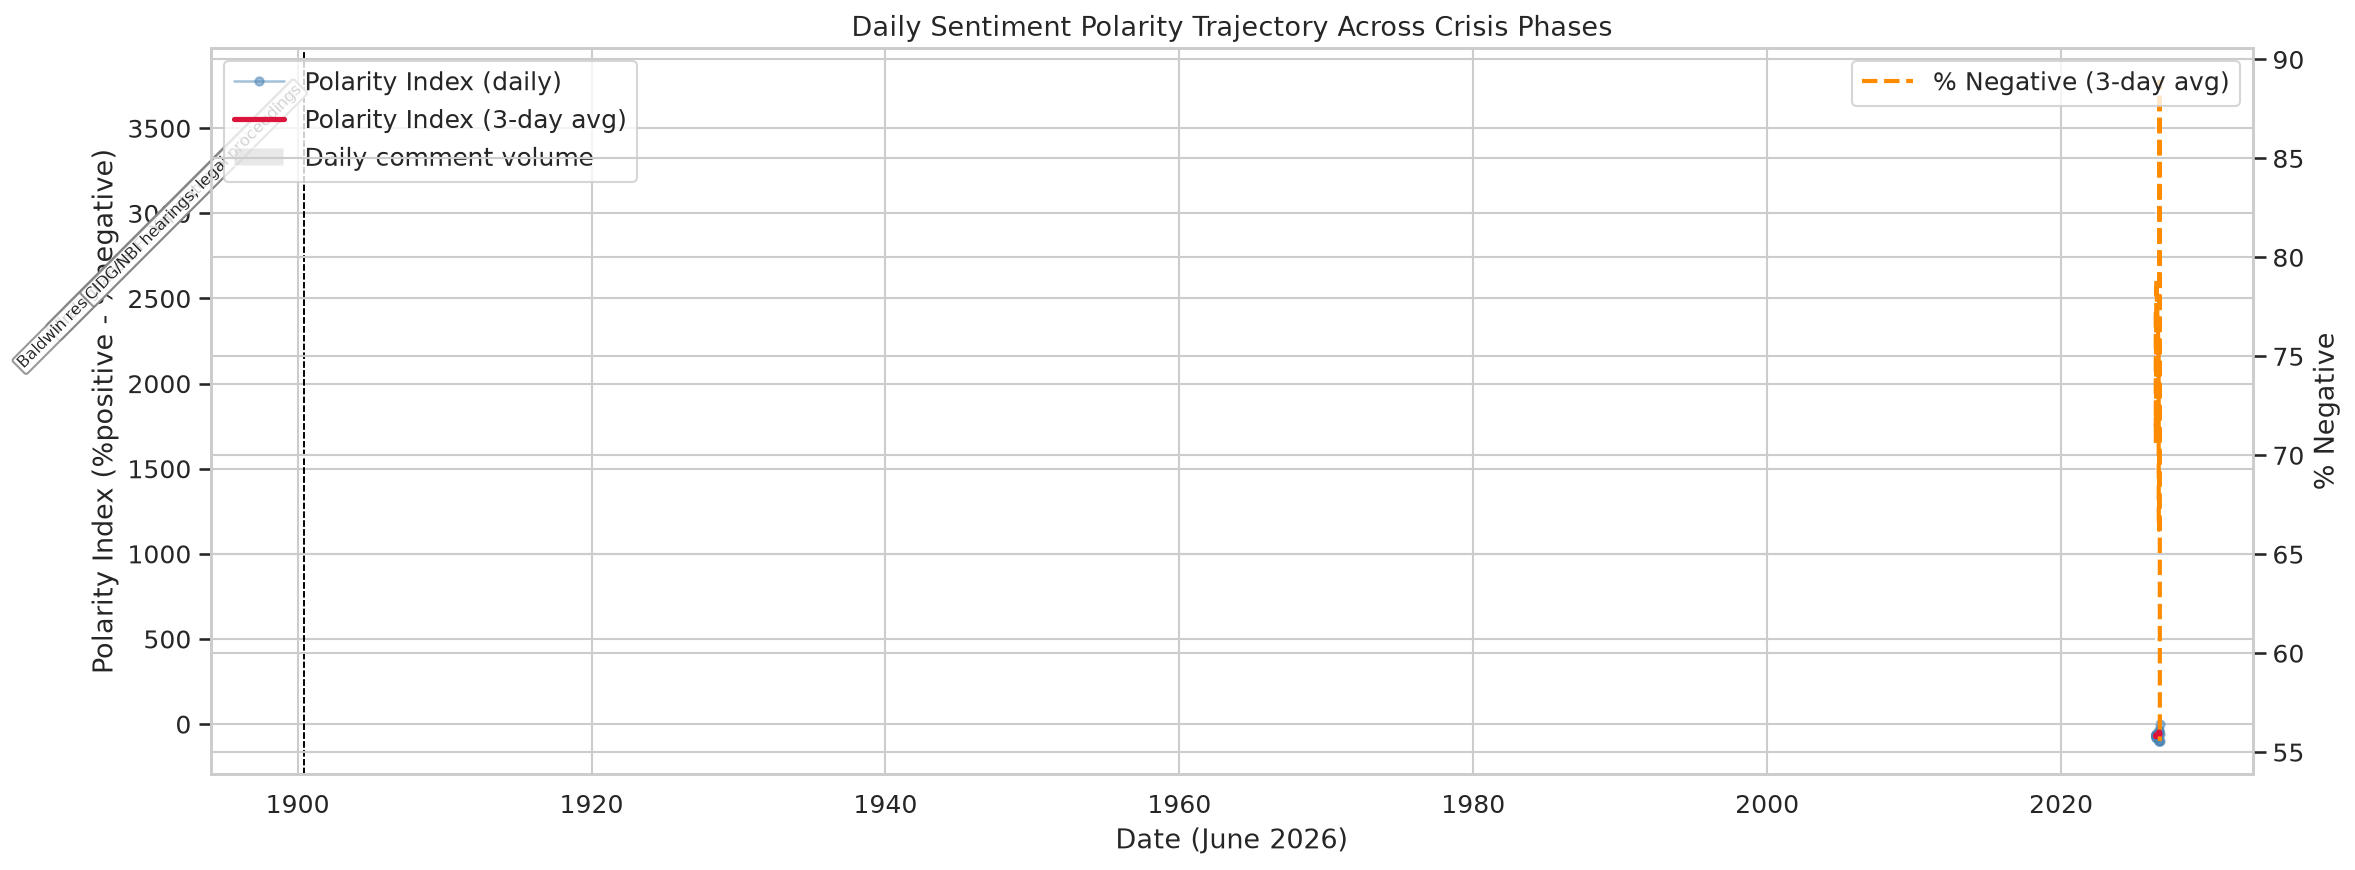 Daily Sentiment Polarity Trajectory Across Crisis Phases
Polarity Index (daily)
Polarity Index (3-day avg)
Daily comment volume
% Negative (3-day avg)
Baldwin res
CIDG/NBI hearings; legal proceedings
Polarity Index (%positive - egative)
3500
3000
2500
2000
1500
1000
500
0
90
85
80
75
70
65
60
55
% Negative
1900
1920
1940
1960
1980
2000
2020
Date (June 2026)